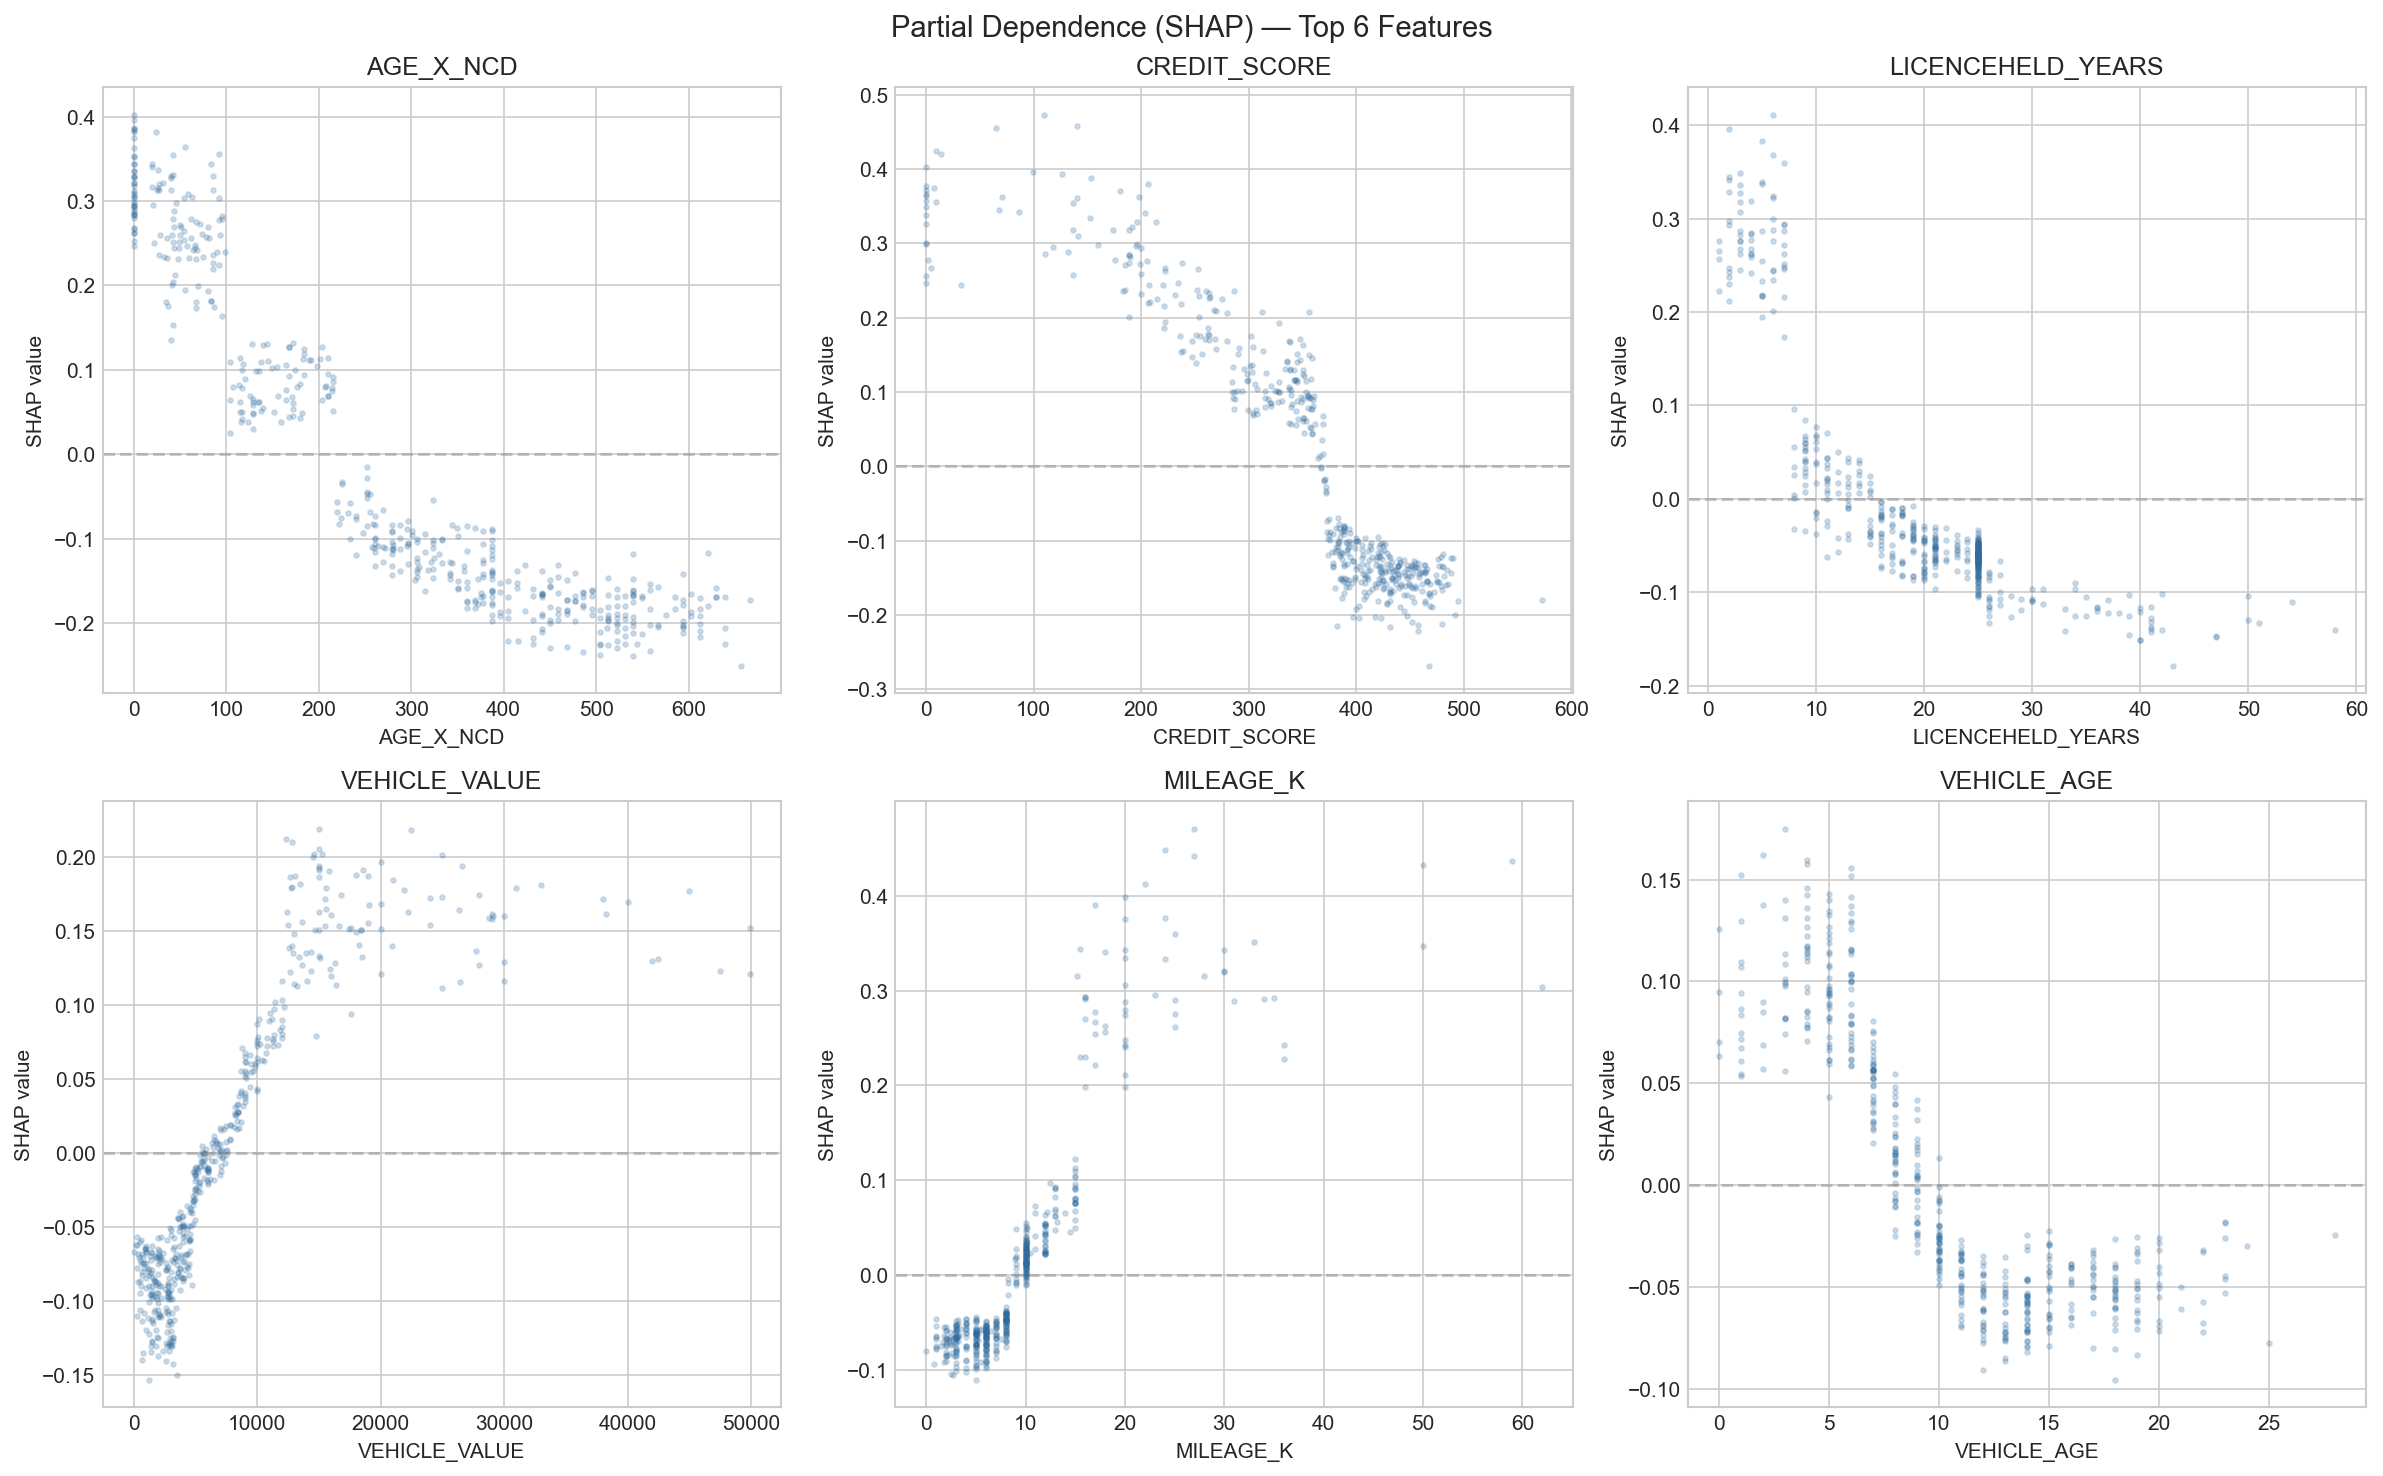 Partial Dependence (SHAP) — Top 6 Features
AGE_X_NCD
SHAP value
0.4
0.3
0.2
0.1
0.0
−0.1
−0.2
0 100 200 300 400 500 600
AGE_X_NCD
CREDIT_SCORE
SHAP value
0.5
0.4
0.3
0.2
0.1
0.0
−0.1
−0.2
−0.3
0 100 200 300 400 500 600
CREDIT_SCORE
LICENCEHELD_YEARS
SHAP value
0.4
0.3
0.2
0.1
0.0
−0.1
−0.2
0 10 20 30 40 50 60
LICENCEHELD_YEARS
VEHICLE_VALUE
SHAP value
0.20
0.15
0.10
0.05
0.00
−0.05
−0.10
−0.15
0 10000 20000 30000 40000 50000
VEHICLE_VALUE
MILEAGE_K
SHAP value
0.4
0.3
0.2
0.1
0.0
−0.1
0 10 20 30 40 50 60
MILEAGE_K
VEHICLE_AGE
SHAP value
0.15
0.10
0.05
0.00
−0.05
−0.10
0 5 10 15 20 25
VEHICLE_AGE